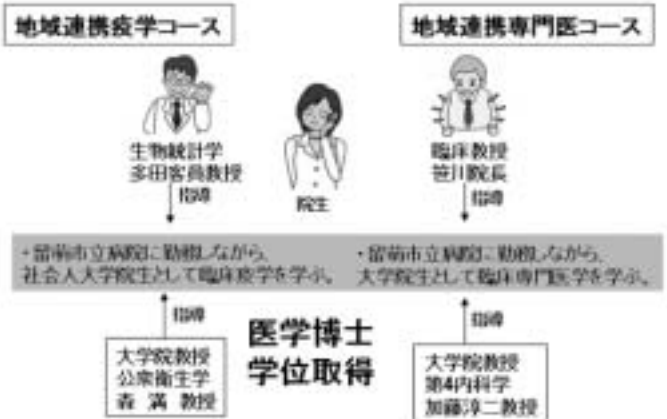 地域連携疫学コース
地域連携専門医コース
生物統計学
多田客員教授
指導
院生
臨床教授
笹川院長
指導
・留萌市立病院に勤務しながら、
社会人大学院生として臨床疫学を学ぶ。
・留萌市立病院に勤務しながら、
大学院生として臨床専門医学を学ぶ。
指導
大学院教授
公衆衛生学
森 満 教授
医学博士
学位取得
指導
大学院教授
第4内科学
加藤淳二教授